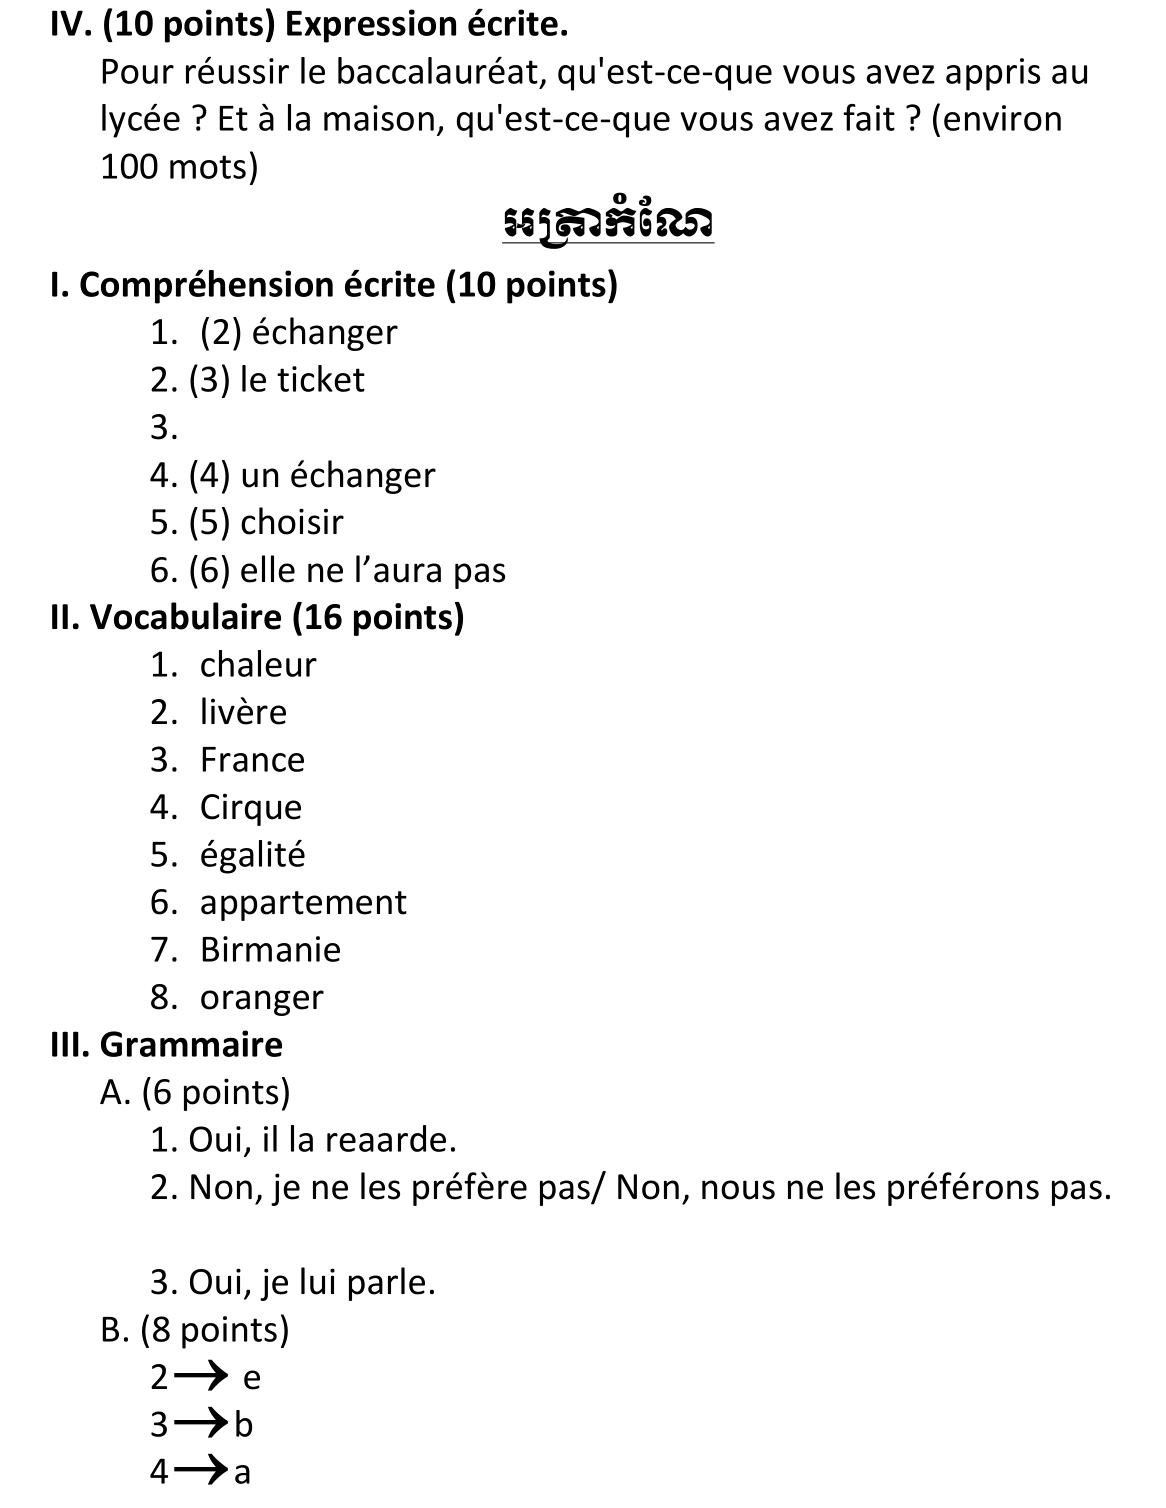 IV. (10 points) Expression écrite.
Pour réussir le baccalauréat, qu'est-ce-que vous avez appris au
lycée ? Et à la maison, qu'est-ce-que vous avez fait ? (environ
100 mots)
អត្រាកំណែ
I. Compréhension écrite (10 points)
1. (2) échanger
2. (3) le ticket
3.
4. (4) un échanger
5. (5) choisir
6. (6) elle ne l’aura pas
II. Vocabulaire (16 points)
1. chaleur
2. livère
3. France
4. Cirque
5. égalité
6. appartement
7. Birmanie
8. oranger
III. Grammaire
A. (6 points)
1. Oui, il la reaarde.
2. Non, je ne les préfère pas/ Non, nous ne les préférons pas.
3. Oui, je lui parle.
B. (8 points)
2→ e
3→b
4→a